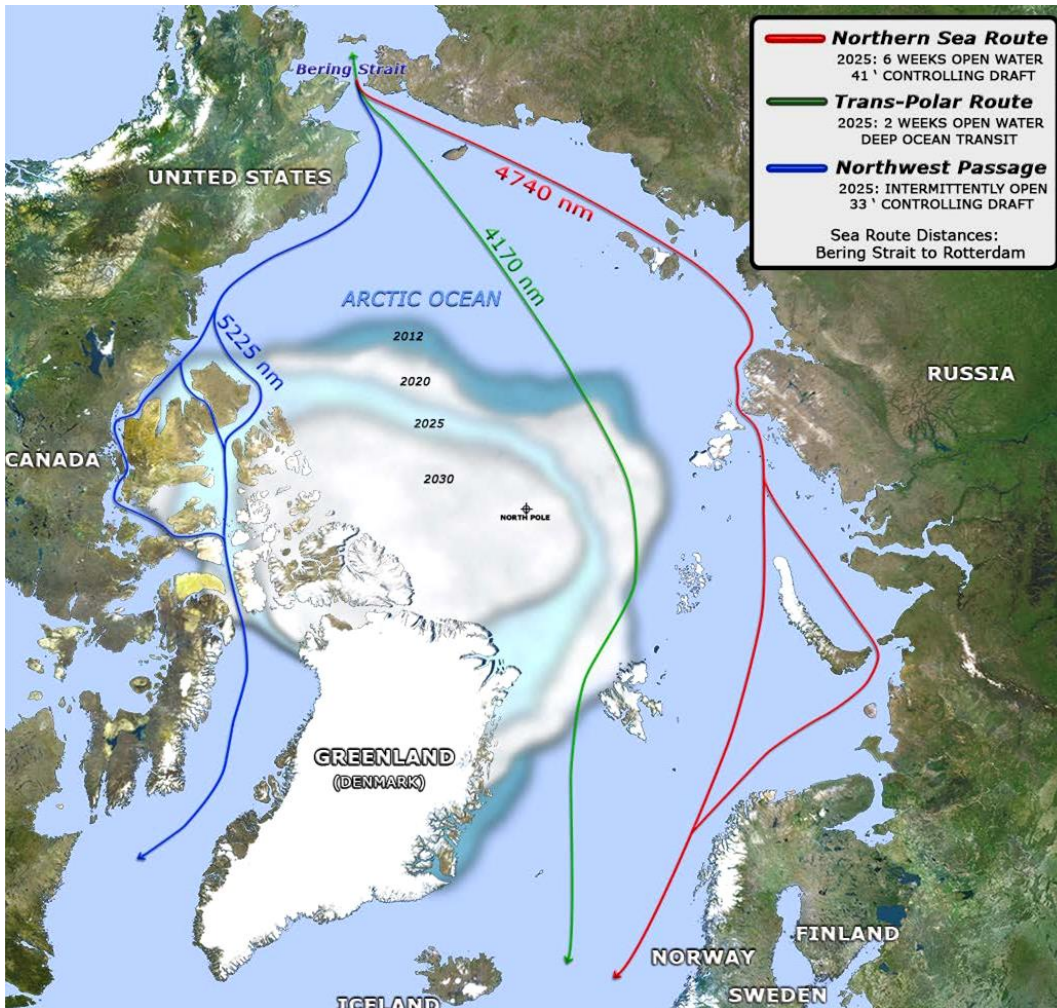 Northern Sea Route
2025: 6 WEEKS OPEN WATER
41 ' CONTROLLING DRAFT
Trans-Polar Route
2025: 2 WEEKS OPEN WATER
DEEP OCEAN TRANSIT
Northwest Passage
2025: INTERMITTENTLY OPEN
33 ' CONTROLLING DRAFT
Sea Route Distances:
Bering Strait to Rotterdam
Bering Strait
UNITED STATES
4740 nm
4170 nm
ARCTIC OCEAN
5225 nm
2012
2020
2025
2030
NORTH POLE
RUSSIA
CANADA
GREENLAND
(DENMARK)
FINLAND
NORWAY
SWEDEN
ICELAND